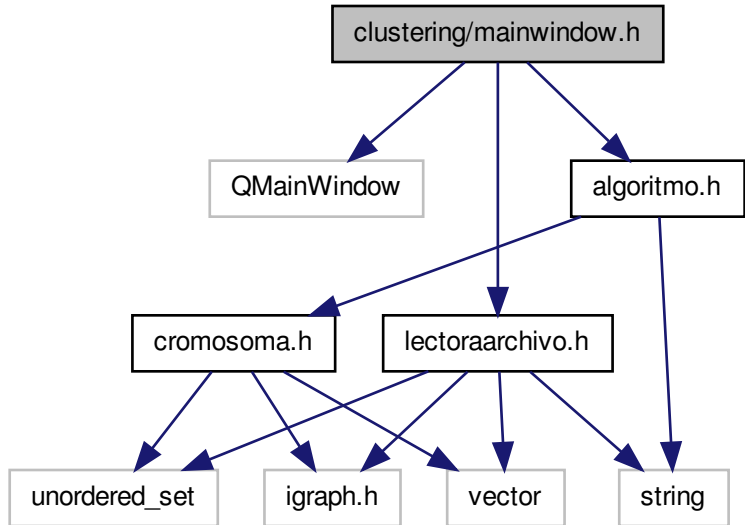 clustering/mainwindow.h
QMainWindow
algoritmo.h
cromosoma.h
lectoraarchivo.h
unordered_set
igraph.h
vector
string